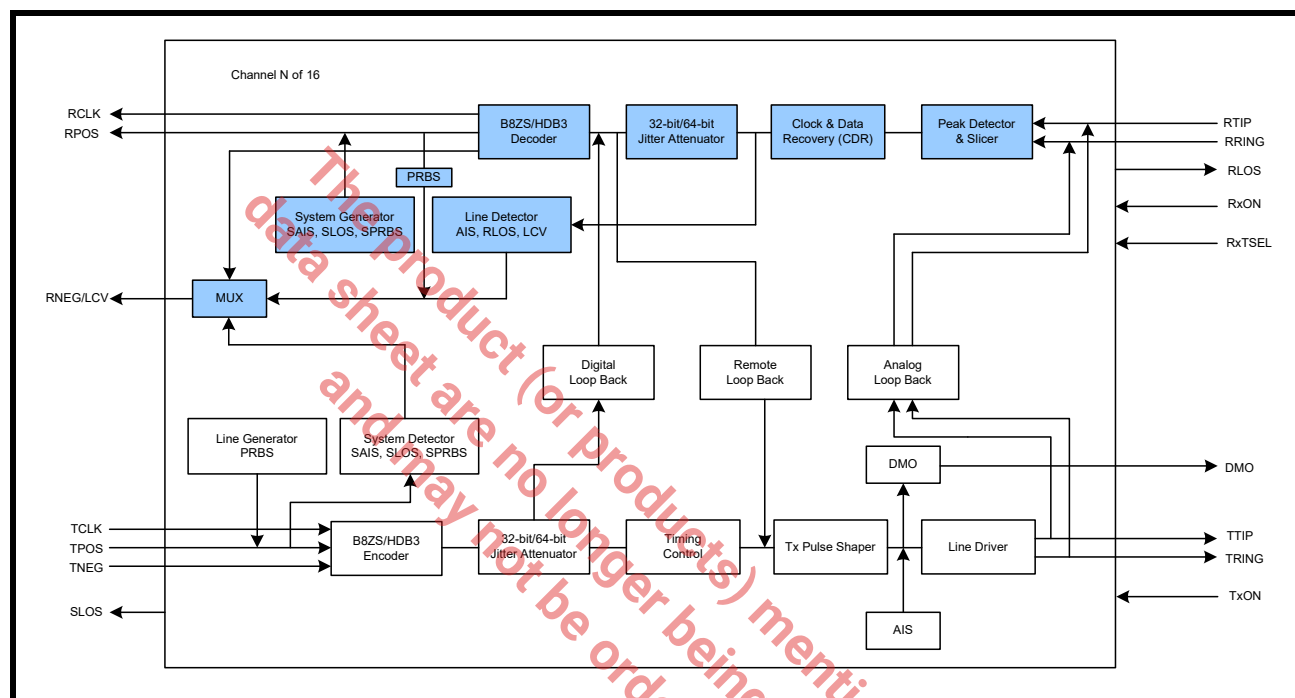 Channel N of 16
RCLK
RPOS
B8ZS/HDB3
Decoder
32-bit/64-bit
Jitter Attenuator
Clock & Data
Recovery (CDR)
Peak Detector
& Slicer
RTIP
RRING
RLOS
RxON
RxTSEL
PRBS
System Generator
SAIS, SLOS, SPRBS
Line Detector
AIS, RLOS, LCV
RNEG/LCV
MUX
Digital
Loop Back
Remote
Loop Back
Analog
Loop Back
Line Generator
PRBS
System Detector
SAIS, SLOS, SPRBS
DMO
DMO
TCLK
TPOS
TNEG
B8ZS/HDB3
Encoder
32-bit/64-bit
Jitter Attenuator
Timing
Control
Tx Pulse Shaper
Line Driver
TTIP
TRING
TxON
SLOS
AIS
The product (or products) menti
data sheet are no longer bein
and may not be ord